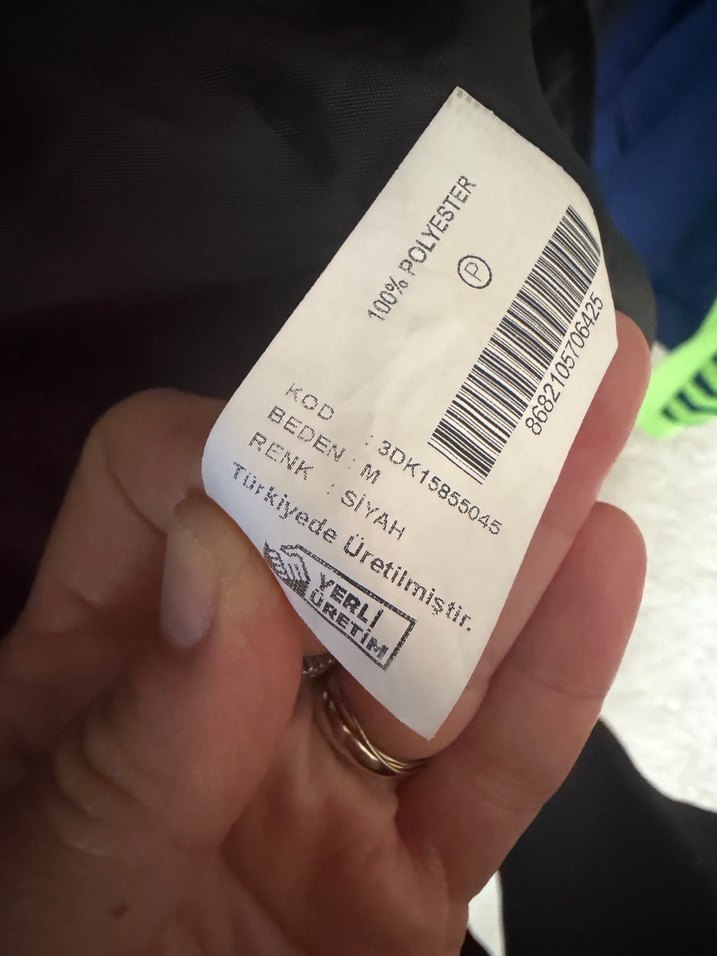 100% POLYESTER
P
8682105706425
KOD : 3DK15855045
BEDEN : M
RENK : SİYAH
Türkiyede Üretilmiştir.
YERLİ
ÜRETİM